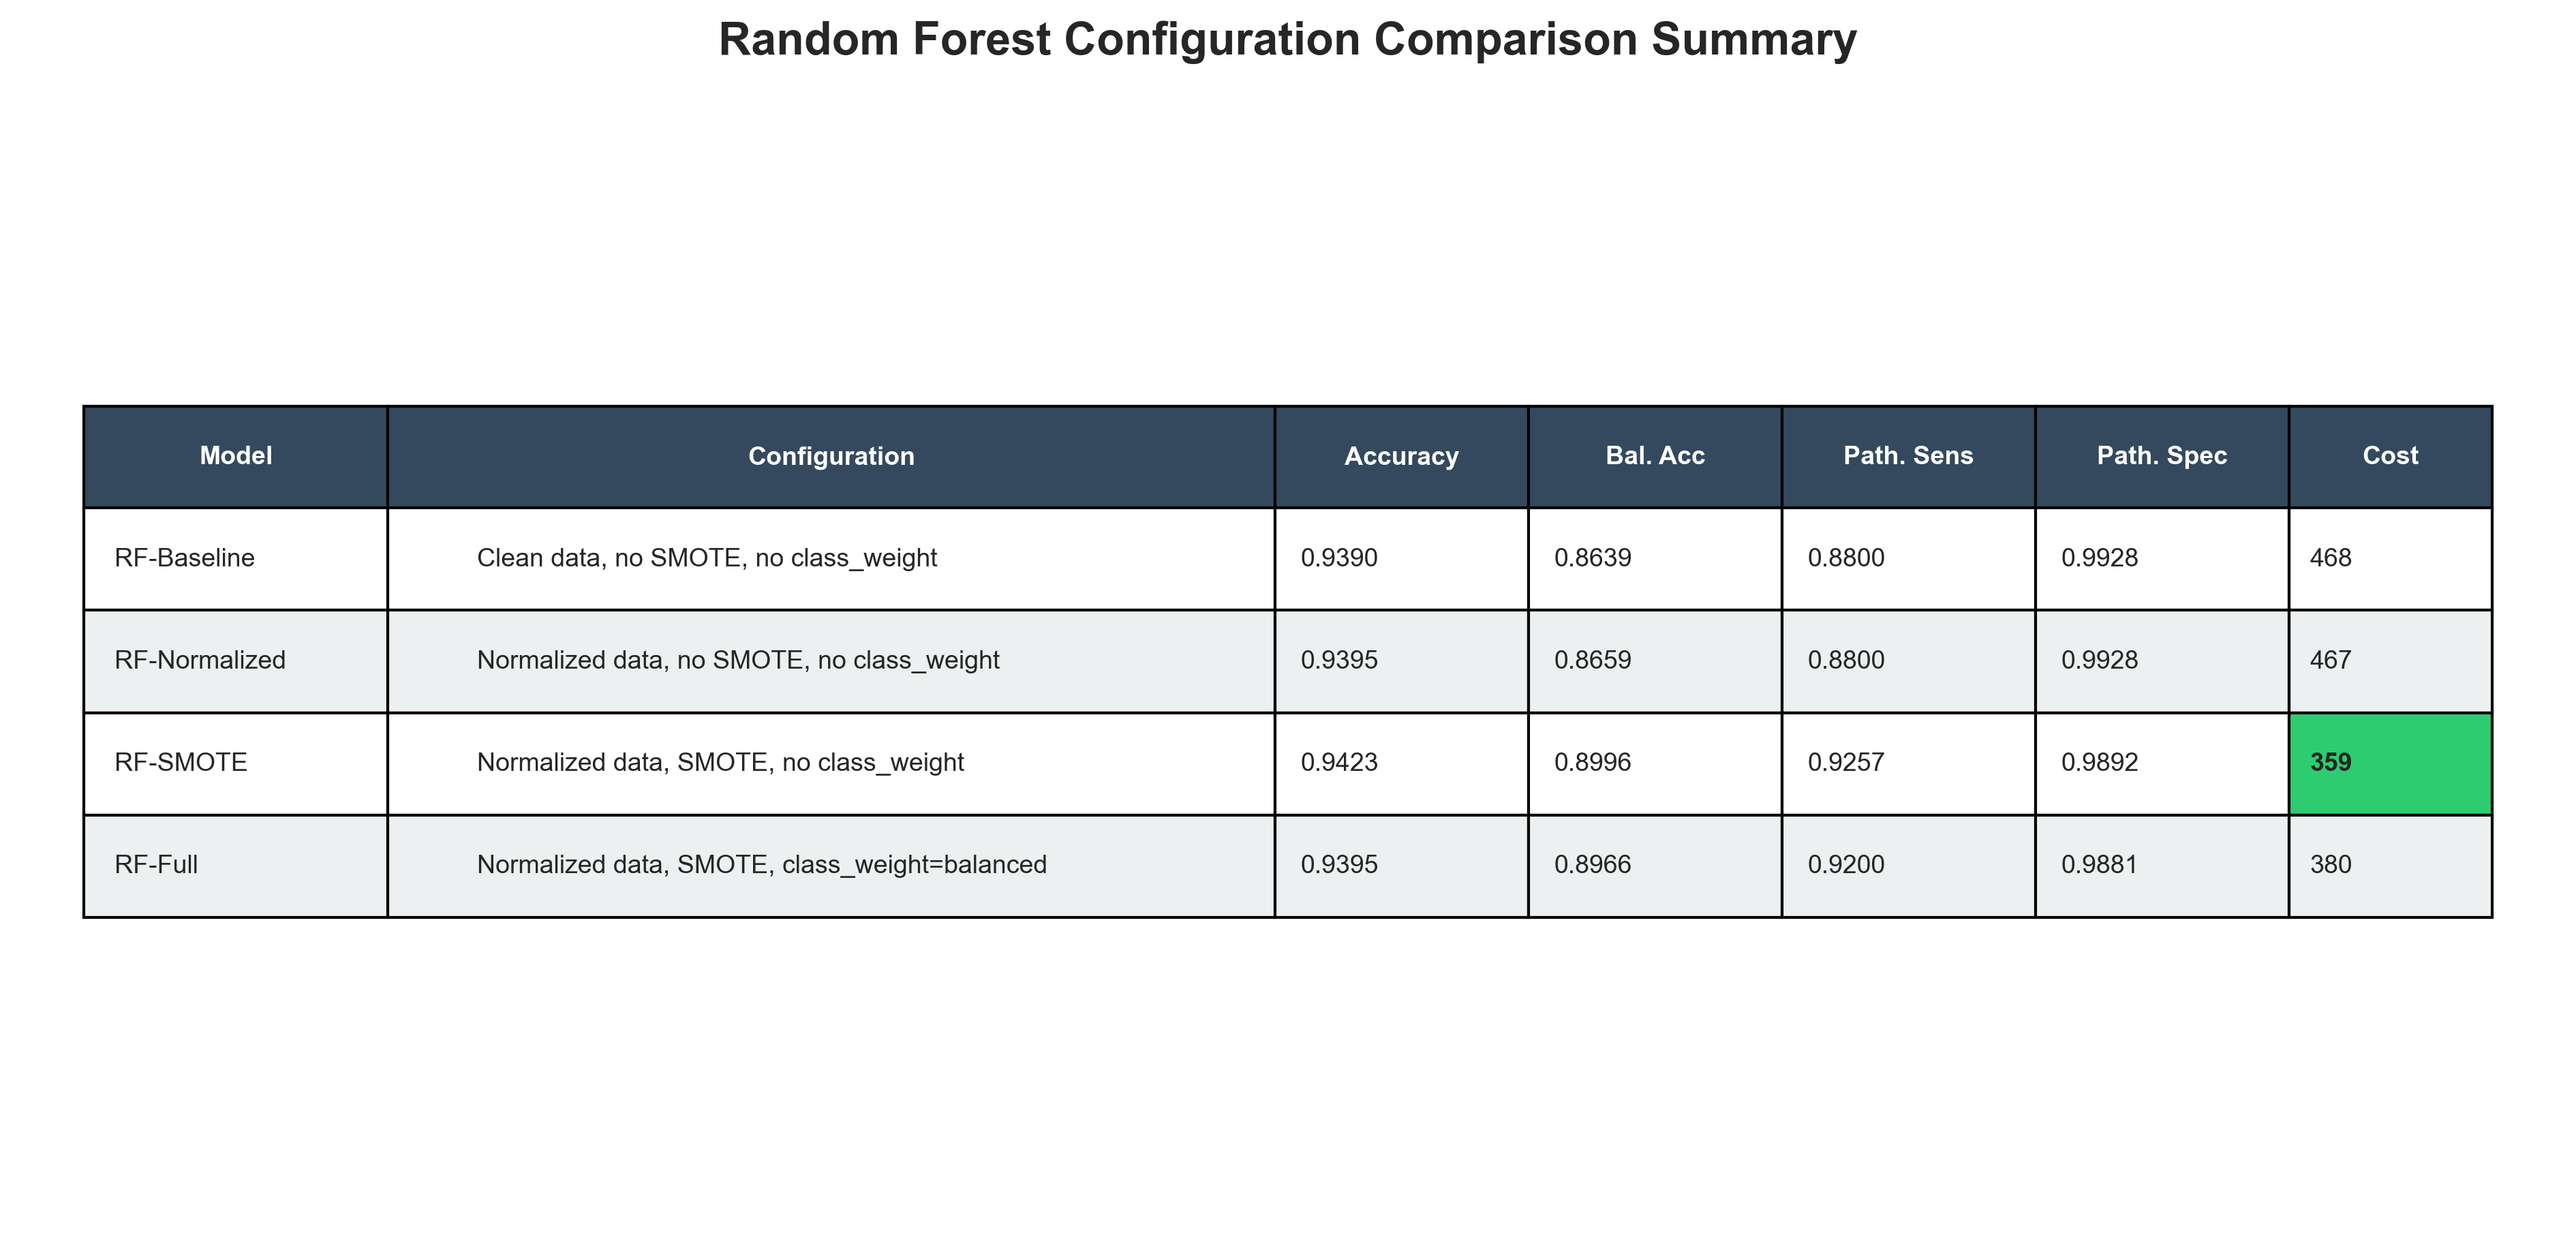 Random Forest Configuration Comparison Summary
Model Configuration Accuracy Bal. Acc Path. Sens Path. Spec Cost
RF-Baseline Clean data, no SMOTE, no class_weight 0.9390 0.8639 0.8800 0.9928 468
RF-Normalized Normalized data, no SMOTE, no class_weight 0.9395 0.8659 0.8800 0.9928 467
RF-SMOTE Normalized data, SMOTE, no class_weight 0.9423 0.8996 0.9257 0.9892 359
RF-Full Normalized data, SMOTE, class_weight=balanced 0.9395 0.8966 0.9200 0.9881 380